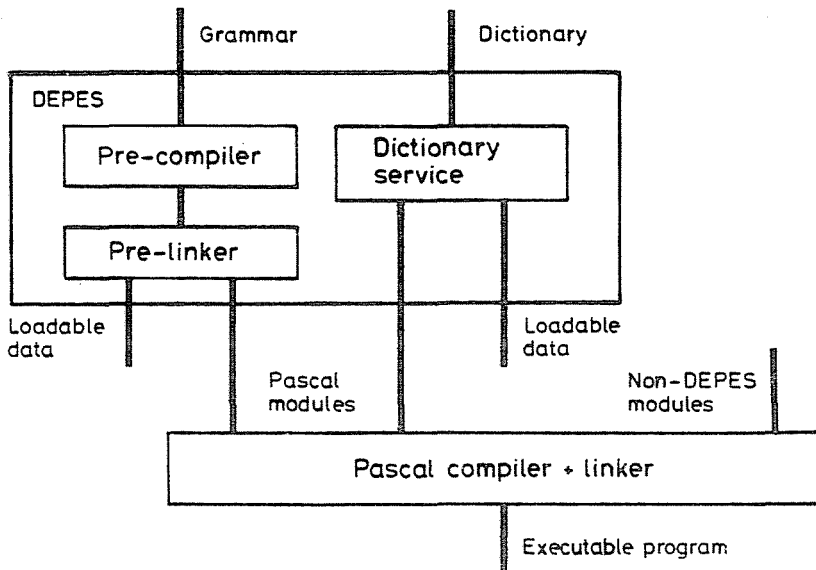 Grammar
Dictionary
DEPES
Pre-compiler
Dictionary
service
Pre-linker
Loadable
data
Loadable
data
Pascal
modules
Non-DEPES
modules
Pascal compiler + linker
Executable program